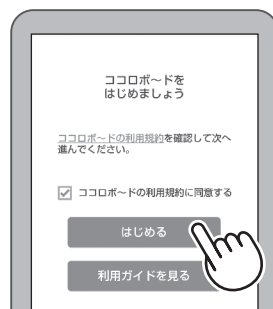 ココロボ〜ドを
はじめましょう
ココロボ〜ドの利用規約を確認して次へ
進んでください。
ココロボ〜ドの利用規約に同意する
はじめる
利用ガイドを見る